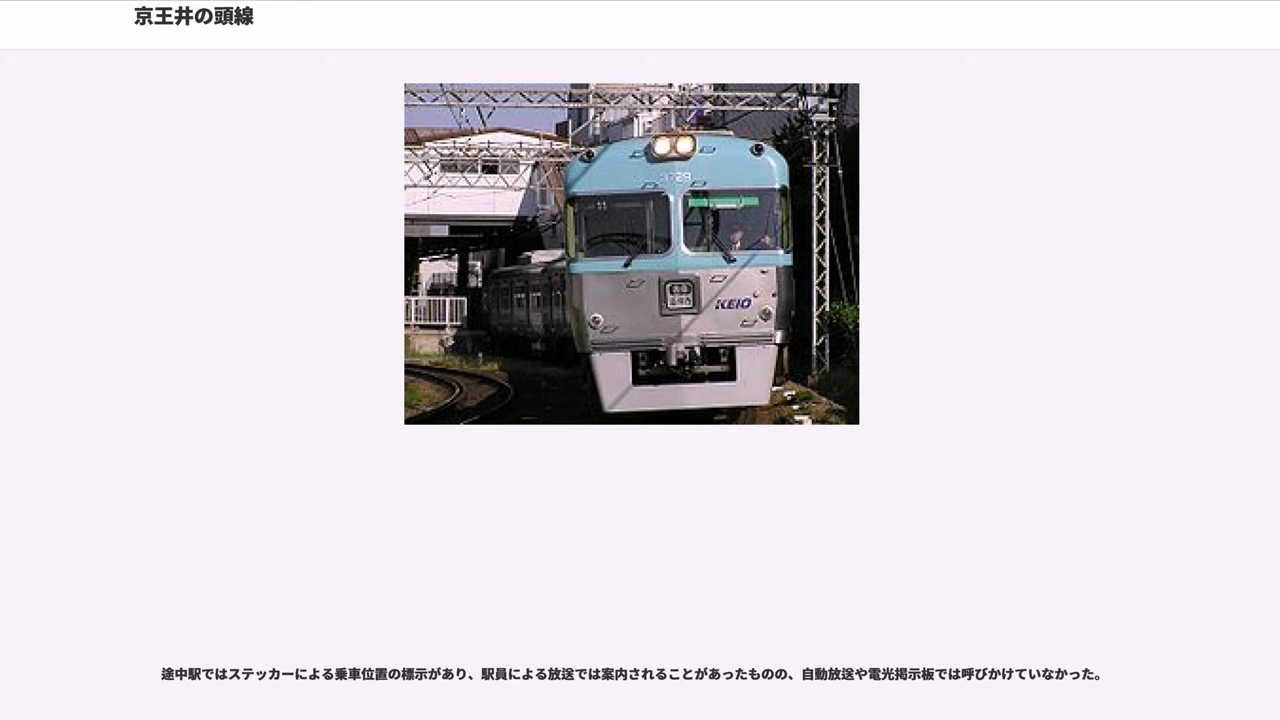 京王井の頭線
KEIO
途中駅ではステッカーによる乗車位置の標示があり、駅員による放送では案内されることがあったものの、自動放送や電光掲示板では呼びかけていなかった。